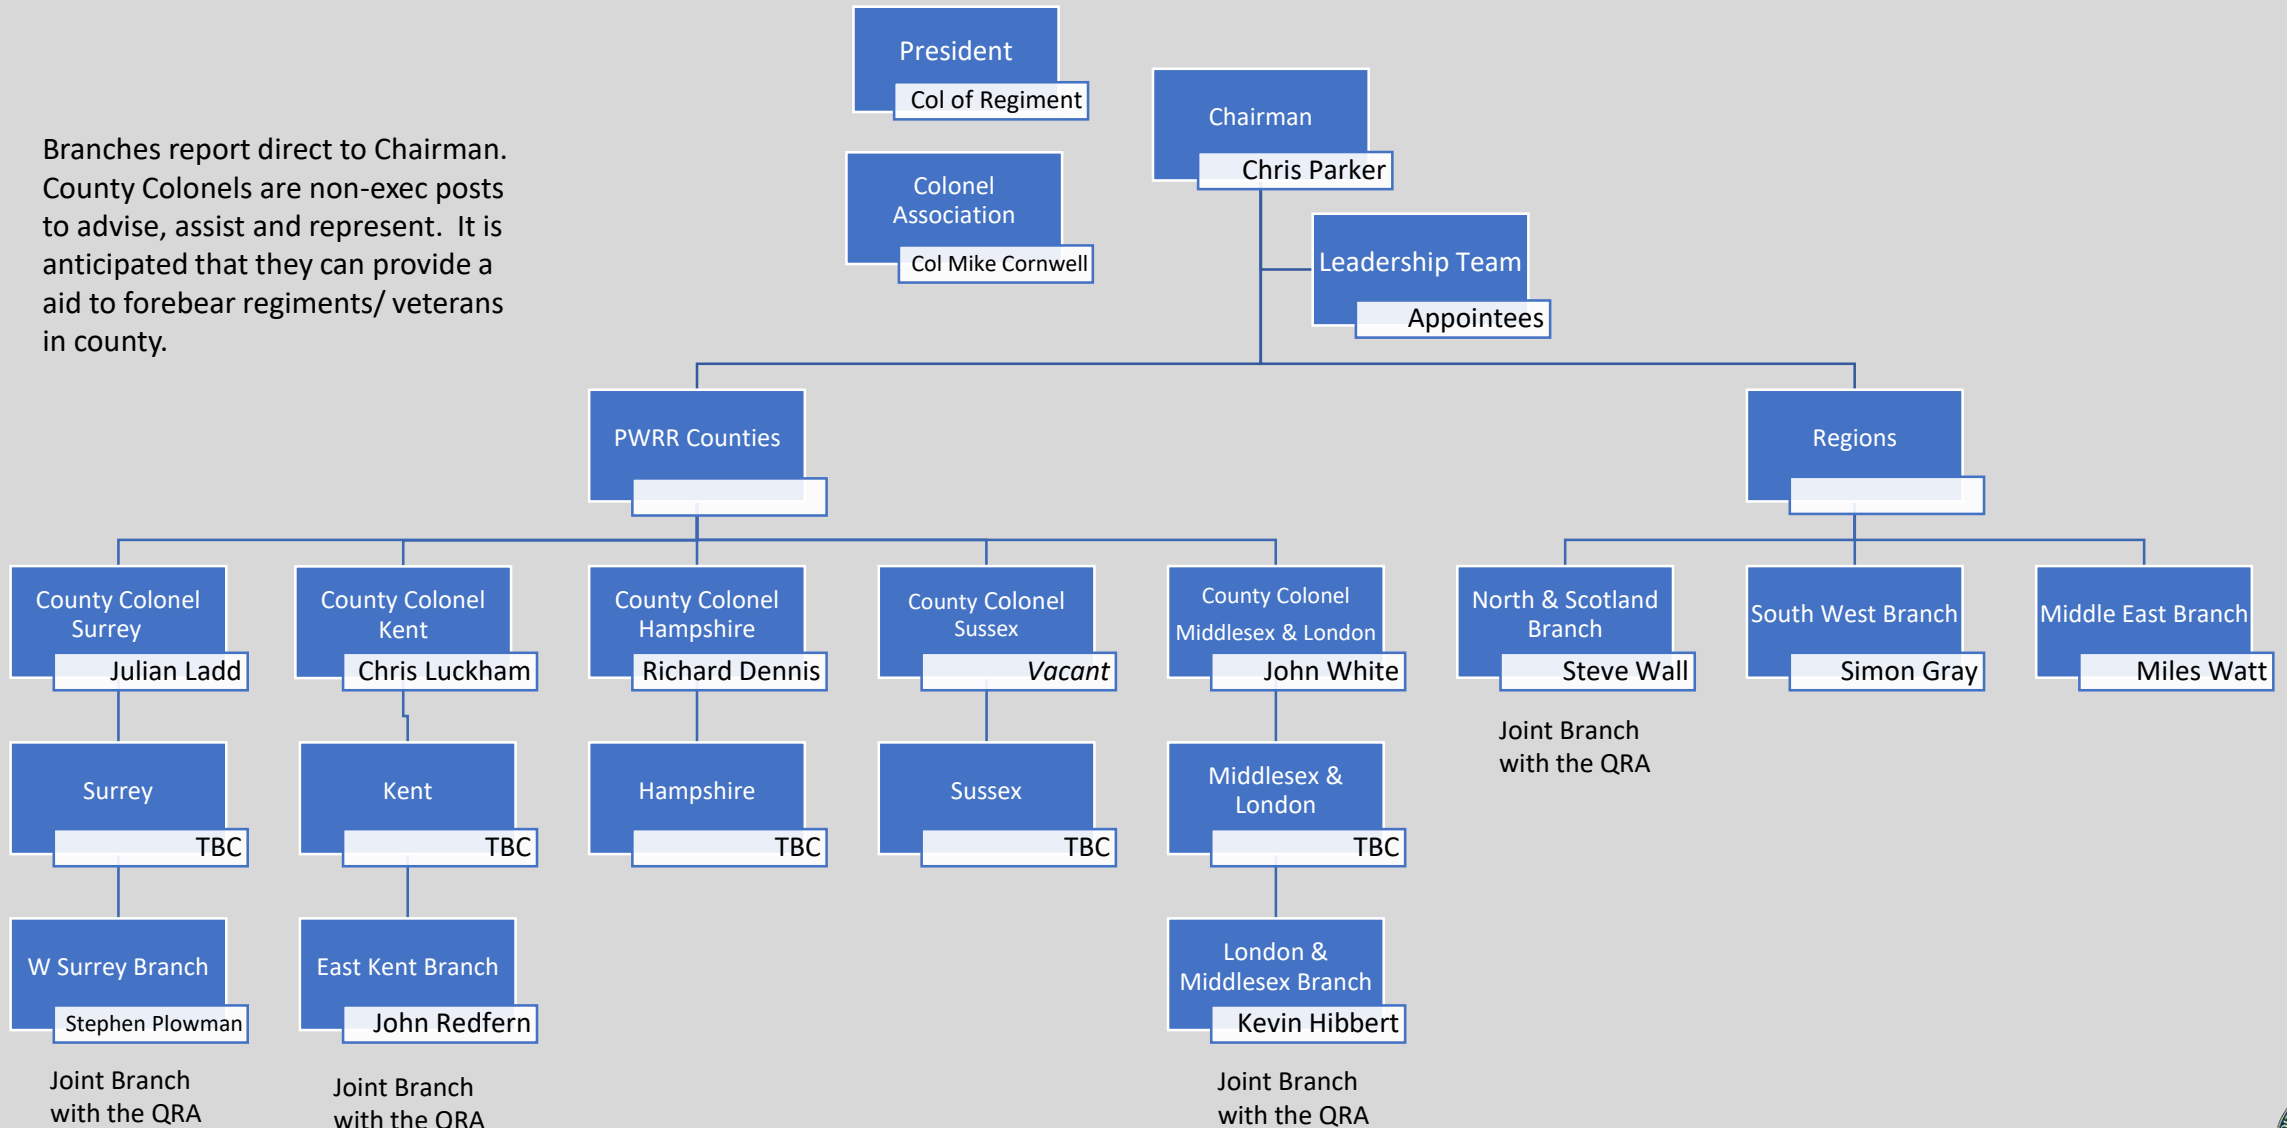 President
Col of Regiment
Chairman
Chris Parker
Branches report direct to Chairman.
County Colonels are non-exec posts
to advise, assist and represent.  It is
anticipated that they can provide a
aid to forebear regiments/ veterans
in county.
Colonel
Association
Col Mike Cornwell
Leadership Team
Appointees
PWRR Counties
Regions
County Colonel
Surrey
Julian Ladd
County Colonel
Kent
Chris Luckham
County Colonel
Hampshire
Richard Dennis
County Colonel
Sussex
Vacant
County Colonel
Middlesex & London
John White
North & Scotland
Branch
Steve Wall
South West Branch
Simon Gray
Middle East Branch
Miles Watt
Joint Branch
with the QRA
Surrey
TBC
Kent
TBC
Hampshire
TBC
Sussex
TBC
Middlesex &
London
TBC
W Surrey Branch
Stephen Plowman
East Kent Branch
John Redfern
London &
Middlesex Branch
Kevin Hibbert
Joint Branch
with the QRA
Joint Branch
with the QRA
Joint Branch
with the QRA